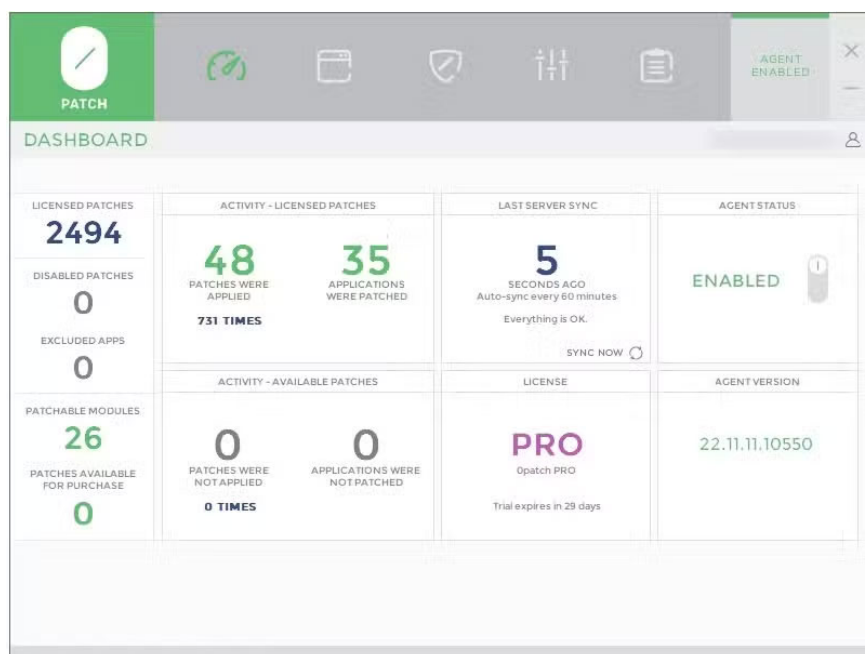 PATCH
AGENT
ENABLED
DASHBOARD
LICENSED PATCHES
2494
DISABLED PATCHES
0
EXCLUDED APPS
0
PATCHABLE MODULES
26
PATCHES AVAILABLE
FOR PURCHASE
0
ACTIVITY - LICENSED PATCHES
48
PATCHES WERE
APPLIED
731 TIMES
35
APPLICATIONS
WERE PATCHED
LAST SERVER SYNC
5
SECONDS AGO
Auto-sync every 60 minutes
Everything is OK.
SYNC NOW
AGENT STATUS
ENABLED
ACTIVITY - AVAILABLE PATCHES
0
PATCHES WERE
NOT APPLIED
0 TIMES
0
APPLICATIONS WERE
NOT PATCHED
LICENSE
PRO
0patch PRO
Trial expires in 29 days
AGENT VERSION
22.11.11.10550